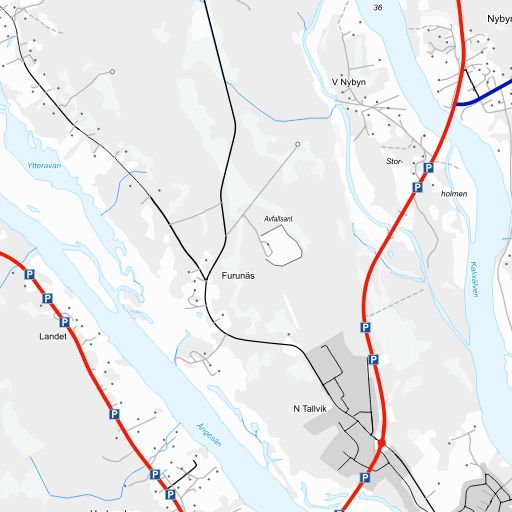 36
Nybyn
V Nybyn
Ytteravan
Stor-
holmen
P
P
Avfallsanl.
Kalixälven
P
Furunäs
P
P
P
Landet
P
N Tallvik
P
Ängesån
P
P
P
P